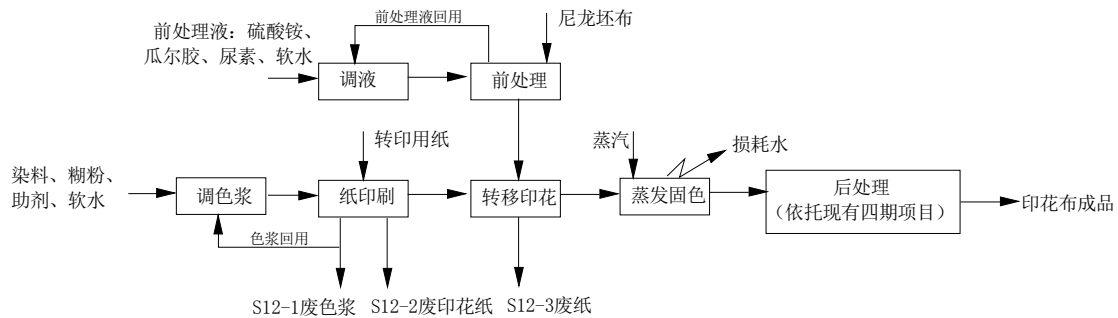 前处理液回用
尼龙坯布
前处理液：硫酸铵、
瓜尔胶、尿素、软水
调液
前处理
转印用纸
蒸汽
损耗水
染料、糊粉、
助剂、软水
调色浆
纸印刷
转移印花
蒸发固色
后处理
（依托现有四期项目）
印花布成品
色浆回用
S12-1废色浆
S12-2废印花纸
S12-3废纸